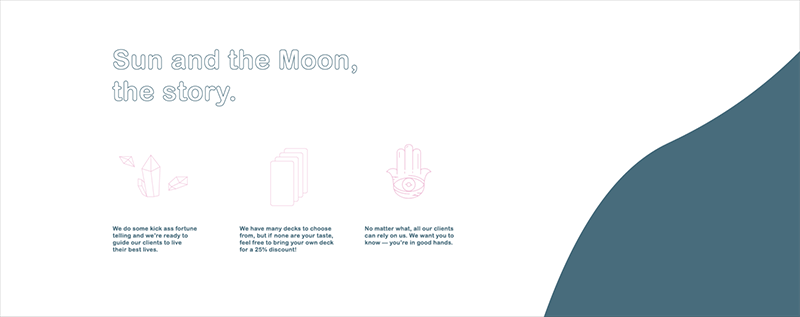 Sun and the Moon,
the story.
We do some kick ass fortune
telling and we're ready to
guide our clients to live
their best lives.
We have many decks to choose
from, but if none are your taste,
feel free to bring your own deck
for a 25% discount!
No matter what, all our clients
can rely on us. We want you to
know — you're in good hands.